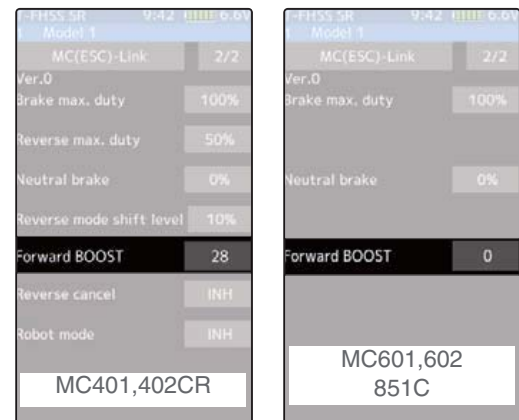 T-FHSS SR 9:42 6.6V
1 Model 1
MC(ESC)-Link 2/2
Ver.0
Brake max. duty 100%
Reverse max. duty 50%
Neutral brake 0%
Reverse mode shift level 10%
Forward BOOST 28
Reverse cancel INH
Robot mode INH
MC401,402CR
T-FHSS SR 9:42 6.6V
1 Model 1
MC(ESC)-Link 2/2
Ver.0
Brake max. duty 100%
Neutral brake 0%
Forward BOOST 0
MC601,602
851C